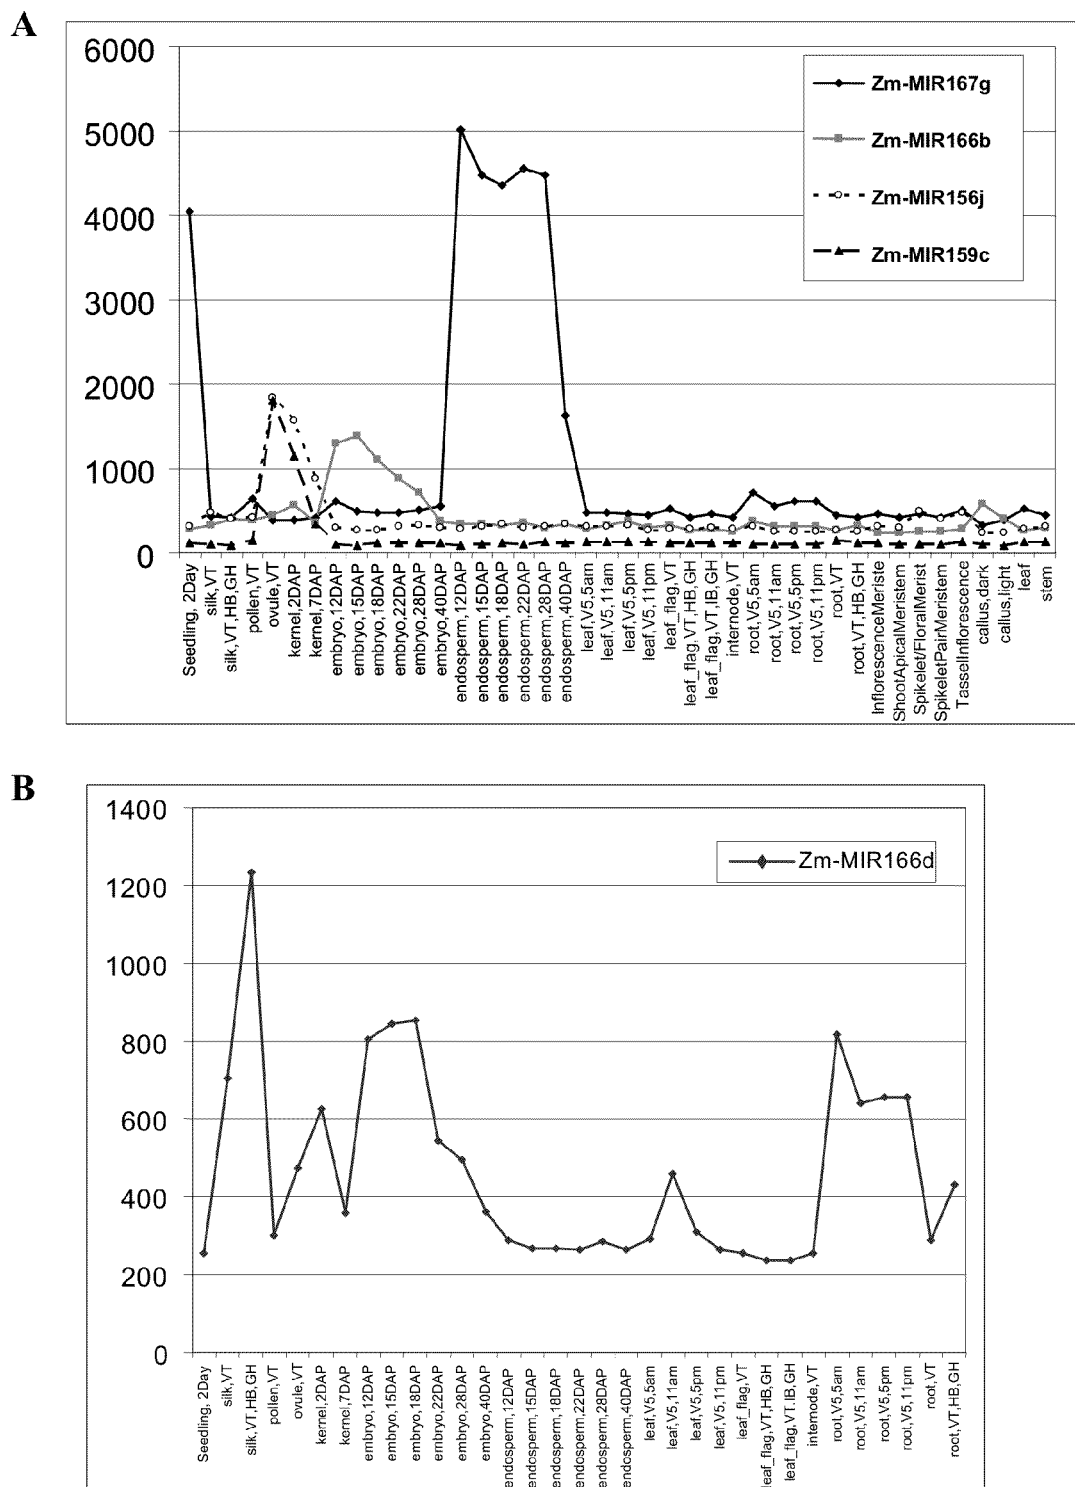 A
6000
5000
4000
3000
2000
1000
0
Zm-MIR167g
Zm-MIR166b
Zm-MIR156j
Zm-MIR159c
Seedling, 2Day
silk,VT
silk,VT,HB,GH
pollen,VT
ovule,VT
kernel,2DAP
kernel,7DAP
embryo,12DAP
embryo,15DAP
embryo,18DAP
embryo,22DAP
embryo,28DAP
embryo,40DAP
endosperm,12DAP
endosperm,15DAP
endosperm,18DAP
endosperm,22DAP
endosperm,28DAP
endosperm,40DAP
leaf,V5,5am
leaf,V5,11am
leaf,V5,5pm
leaf,V5,11pm
leaf_flag,VT
leaf_flag,VT,HB,GH
leaf_flag,VT,IB,GH
internode,VT
root,V5,5am
root,V5,11am
root,V5,5pm
root,V5,11pm
root,VT
root,VT,HB,GH
InflorescenceMeriste
ShootApicalMeristem
Spikelet/FloralMerist
SpikeletPairMeristem
TasselInflorescence
callus,dark
callus,light
leaf
stem
B
1400
1200
1000
800
600
400
200
0
Zm-MIR166d
Seedling, 2Day
silk,VT
silk,VT,HB,GH
pollen,VT
ovule,VT
kernel,2DAP
kernel,7DAP
embryo,12DAP
embryo,15DAP
embryo,18DAP
embryo,22DAP
embryo,28DAP
embryo,40DAP
endosperm,12DAP
endosperm,15DAP
endosperm,18DAP
endosperm,22DAP
endosperm,28DAP
endosperm,40DAP
leaf,V5,5am
leaf,V5,11am
leaf,V5,5pm
leaf,V5,11pm
leaf_flag,VT
leaf_flag,VT,HB,GH
leaf_flag,VT,IB,GH
internode,VT
root,V5,5am
root,V5,11am
root,V5,5pm
root,V5,11pm
root,VT
root,VT,HB,GH